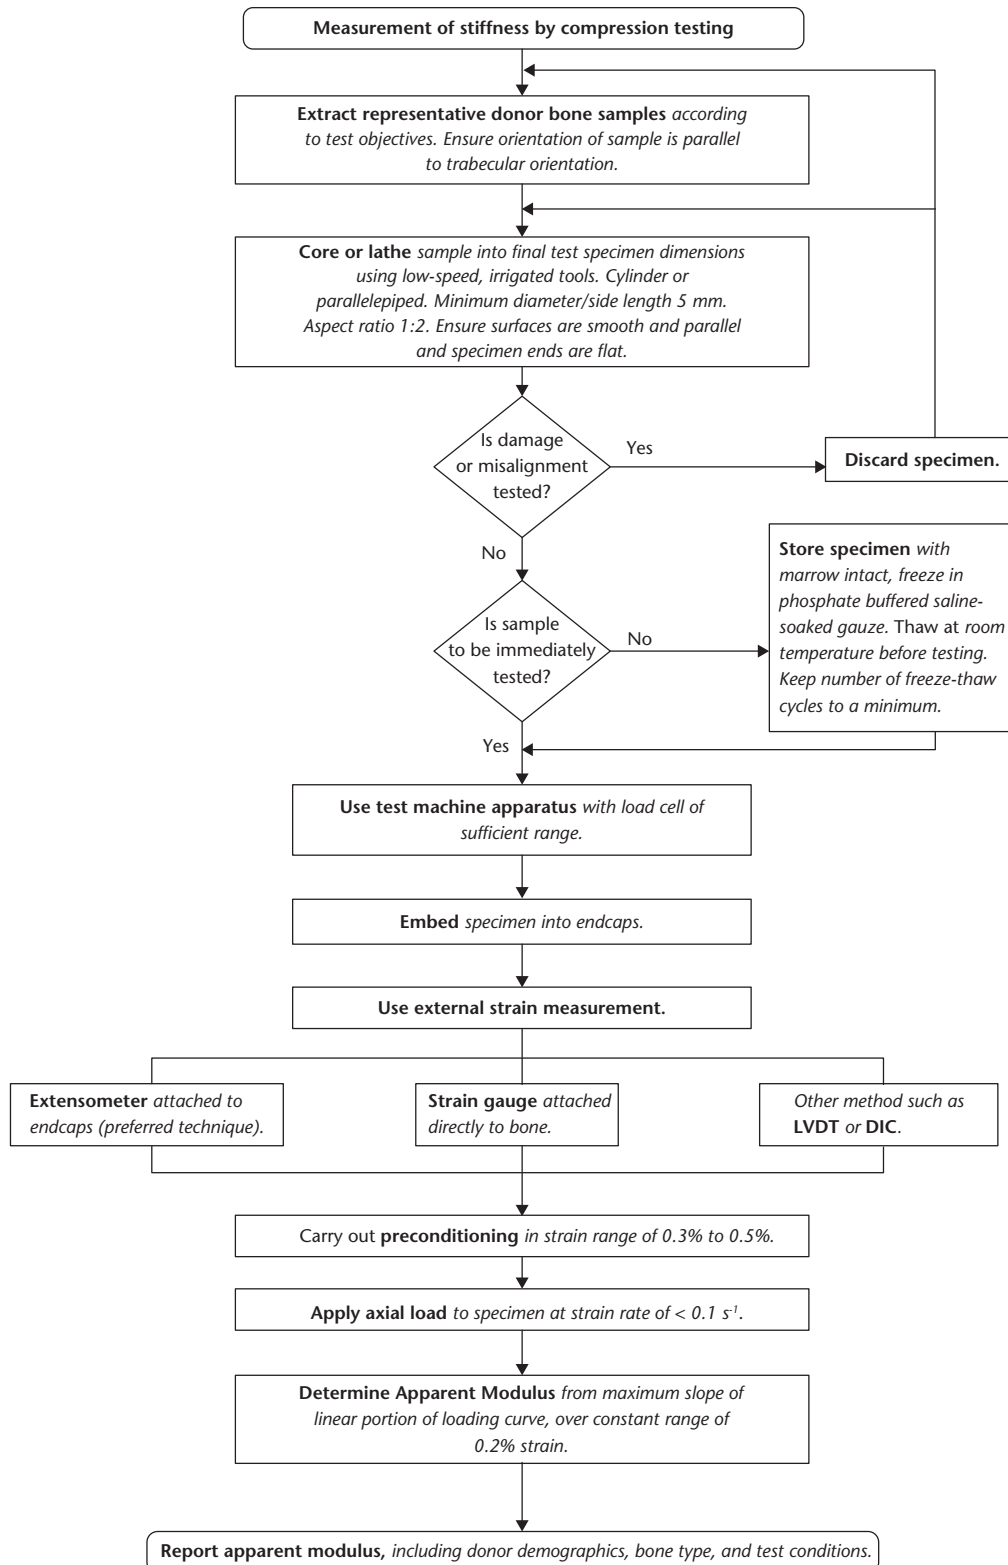 Measurement of stiffness by compression testing
Extract representative donor bone samples according
to test objectives. Ensure orientation of sample is parallel
to trabecular orientation.
Core or lathe sample into final test specimen dimensions
using low-speed, irrigated tools. Cylinder or
parallelepiped. Minimum diameter/side length 5 mm.
Aspect ratio 1:2. Ensure surfaces are smooth and parallel
and specimen ends are flat.
Is damage
or misalignment
tested?
Yes
Discard specimen.
No
Store specimen with
marrow intact, freeze in
phosphate buffered saline-
soaked gauze. Thaw at room
temperature before testing.
Keep number of freeze-thaw
cycles to a minimum.
Is sample
to be immediately
tested?
No
Yes
Use test machine apparatus with load cell of
sufficient range.
Embed specimen into endcaps.
Use external strain measurement.
Extensometer attached to
endcaps (preferred technique).
Strain gauge attached
directly to bone.
Other method such as
LVDT or DIC.
Carry out preconditioning in strain range of 0.3% to 0.5%.
Apply axial load to specimen at strain rate of < 0.1 s⁻¹.
Determine Apparent Modulus from maximum slope of
linear portion of loading curve, over constant range of
0.2% strain.
Report apparent modulus, including donor demographics, bone type, and test conditions.